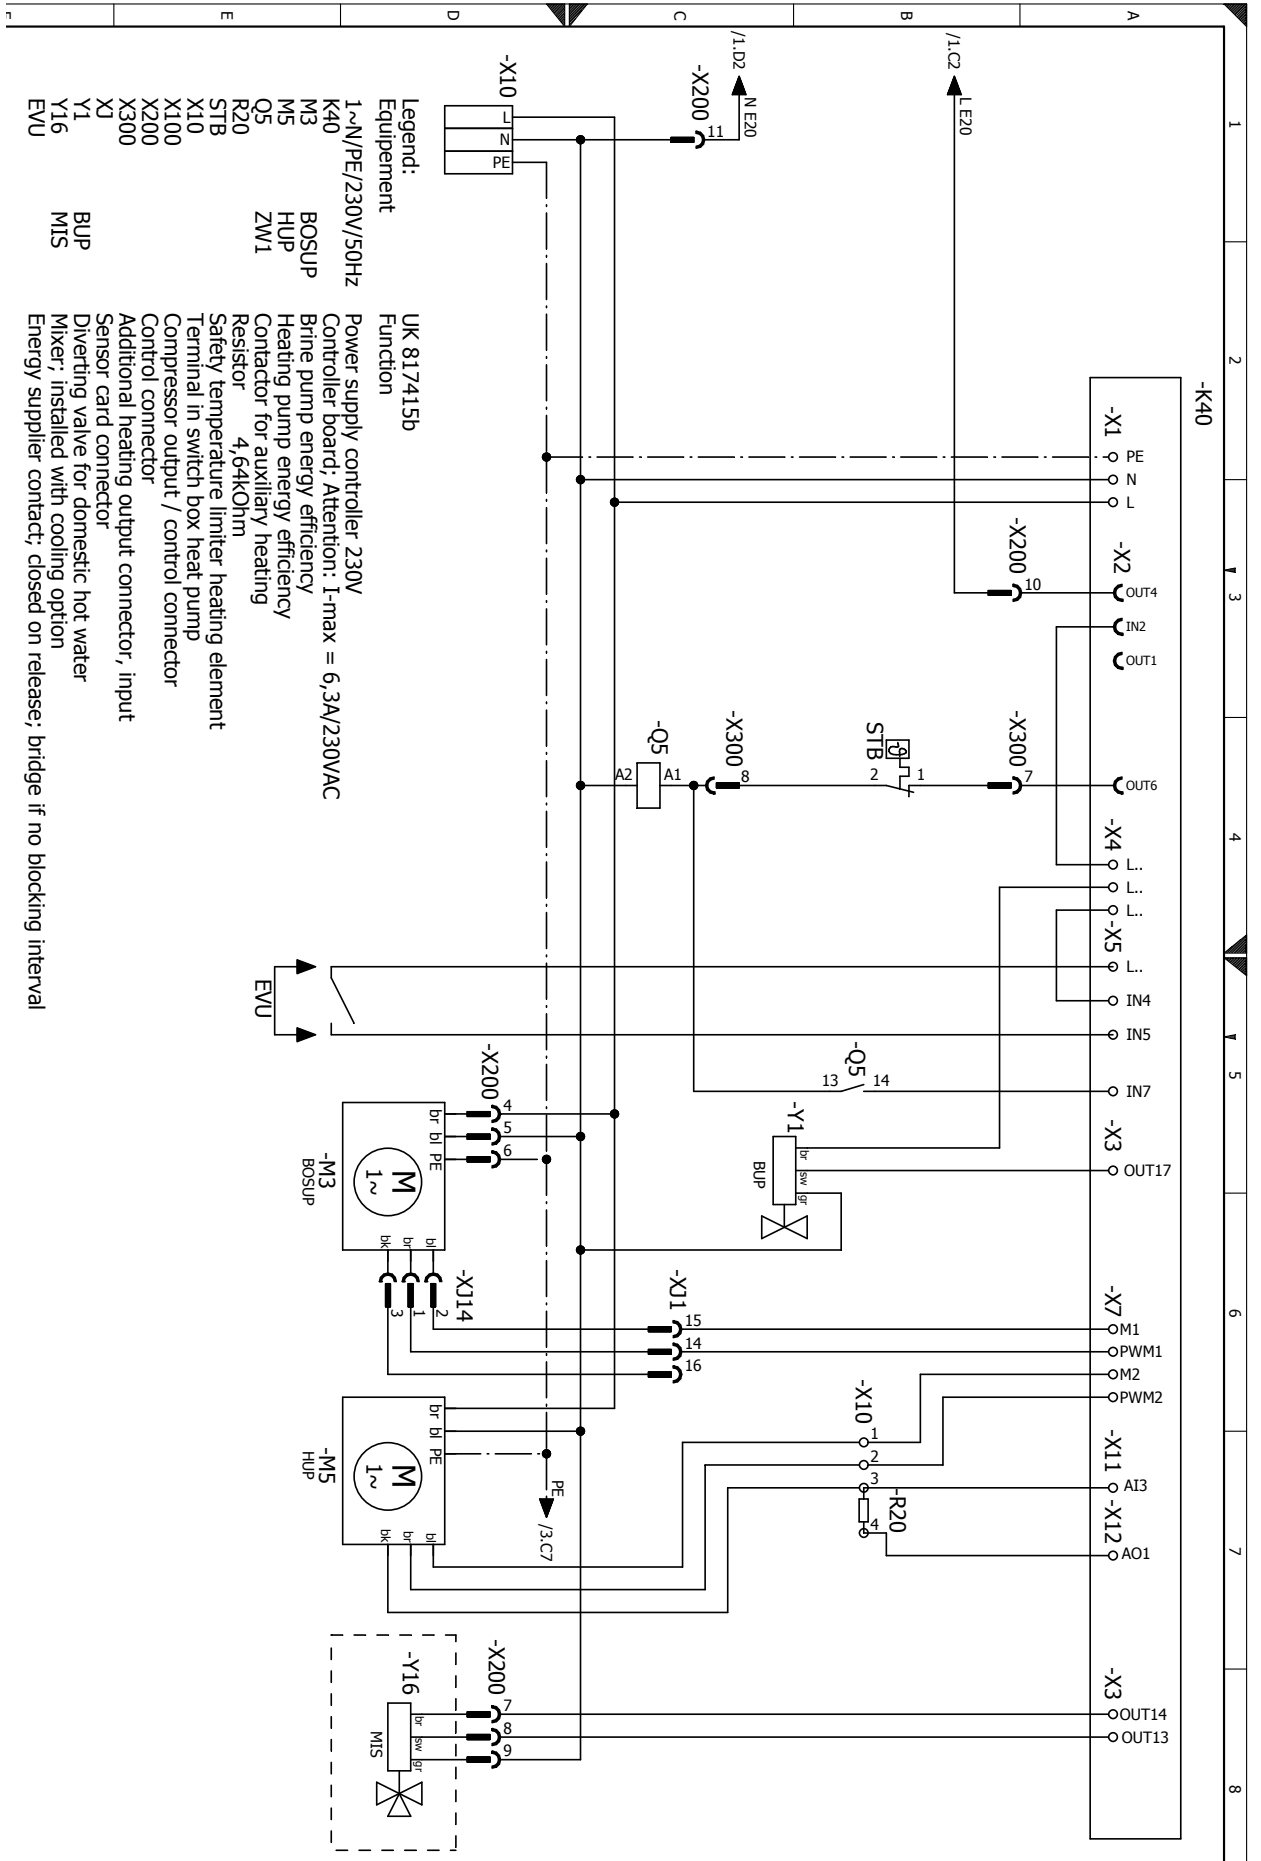 1
2
3
4
5
6
7
8
A
B
C
D
E
F
/1.C2
L E20
/1.D2
N E20
-K40
-X1
PE
N
L
-X2
OUT4
IN2
OUT1
OUT6
-X4
L..
L..
L..
-X5
L..
IN4
IN5
IN7
-X3
OUT17
-X7
M1
PWM1
M2
PWM2
-X11
AI3
-X12
AO1
-X3
OUT14
OUT13
-X200
10
-X300
7
STB
1
2
-X300
8
-Q5
A1
A2
-Q5
13
14
-Y1
br
sw
gr
BUP
-X10
1
2
3
4
-R20
-X200
11
-XJ1
15
14
16
-X10
L
N
PE
EVU
-X200
4
5
6
br
bl
PE
M
1~
-M3
BOSUP
bk
br
bl
-XJ14
3
1
2
br
bl
PE
M
1~
-M5
HUP
bk
br
bl
PE
/3.C7
-X200
7
8
9
-Y16
br
sw
gr
MIS
Legend: UK 817415b
Equipement Function
1~N/PE/230V/50Hz Power supply controller 230V
K40 Controller board; Attention: I-max = 6,3A/230VAC
M3 BOSUP Brine pump energy efficiency
M5 HUP Heating pump energy efficiency
Q5 ZW1 Contactor for auxiliary heating
R20 Resistor 4,64kOhm
STB Safety temperature limiter heating element
X10 Terminal in switch box heat pump
X100 Compressor output / control connector
X200 Control connector
X300 Additional heating output connector, input
XJ Sensor card connector
Y1 BUP Diverting valve for domestic hot water
Y16 MIS Mixer; installed with cooling option
EVU Energy supplier contact; closed on release; bridge if no blocking interval